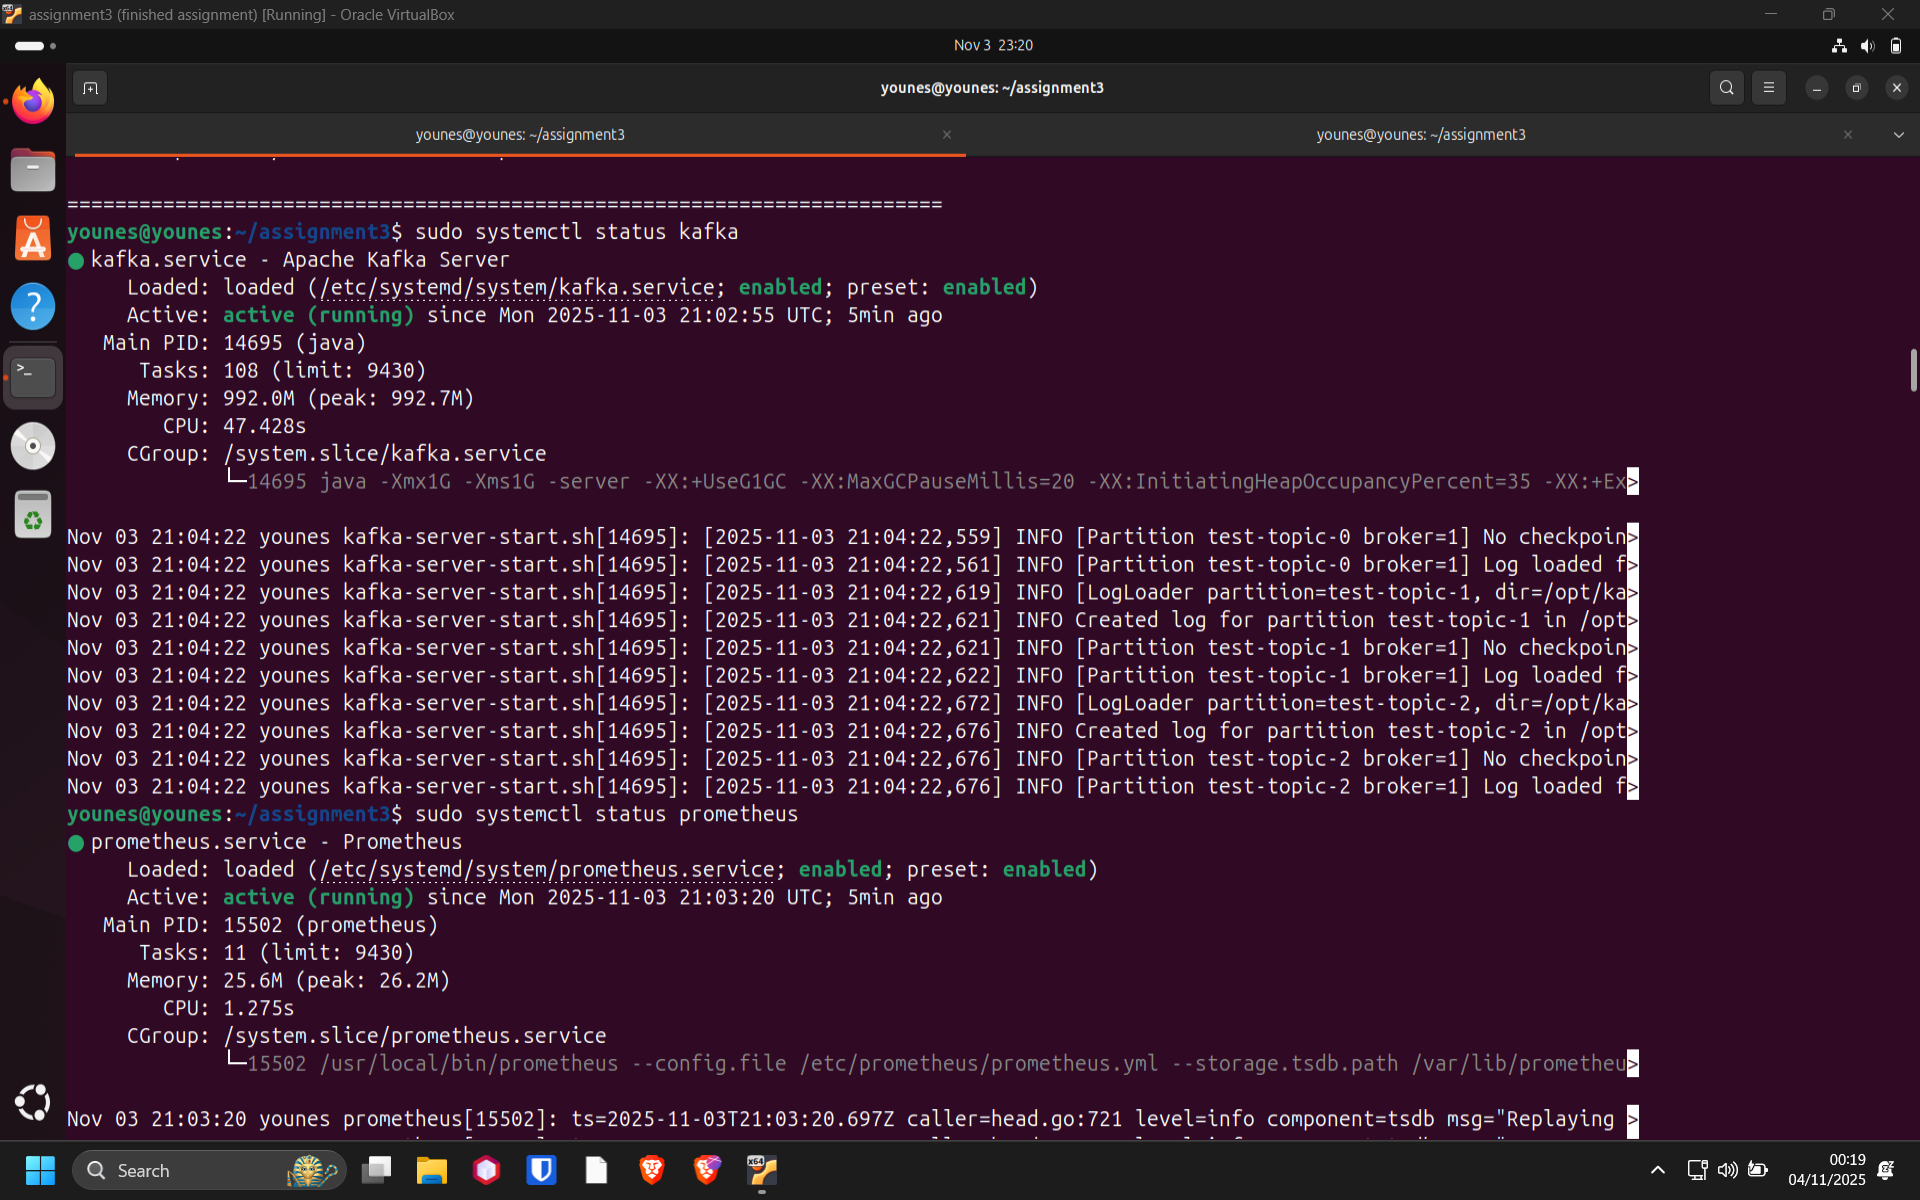 assignment3 (finished assignment) [Running] - Oracle VirtualBox
Nov 3 23:20
younes@younes: ~/assignment3
younes@younes: ~/assignment3
younes@younes: ~/assignment3
=========================================================================
younes@younes:~/assignment3$ sudo systemctl status kafka
● kafka.service - Apache Kafka Server
Loaded: loaded (/etc/systemd/system/kafka.service; enabled; preset: enabled)
Active: active (running) since Mon 2025-11-03 21:02:55 UTC; 5min ago
Main PID: 14695 (java)
Tasks: 108 (limit: 9430)
Memory: 992.0M (peak: 992.7M)
CPU: 47.428s
CGroup: /system.slice/kafka.service
└─14695 java -Xmx1G -Xms1G -server -XX:+UseG1GC -XX:MaxGCPauseMillis=20 -XX:InitiatingHeapOccupancyPercent=35 -XX:+Ex>
Nov 03 21:04:22 younes kafka-server-start.sh[14695]: [2025-11-03 21:04:22,559] INFO [Partition test-topic-0 broker=1] No checkpoin>
Nov 03 21:04:22 younes kafka-server-start.sh[14695]: [2025-11-03 21:04:22,561] INFO [Partition test-topic-0 broker=1] Log loaded f>
Nov 03 21:04:22 younes kafka-server-start.sh[14695]: [2025-11-03 21:04:22,619] INFO [LogLoader partition=test-topic-1, dir=/opt/ka>
Nov 03 21:04:22 younes kafka-server-start.sh[14695]: [2025-11-03 21:04:22,621] INFO Created log for partition test-topic-1 in /opt>
Nov 03 21:04:22 younes kafka-server-start.sh[14695]: [2025-11-03 21:04:22,621] INFO [Partition test-topic-1 broker=1] No checkpoin>
Nov 03 21:04:22 younes kafka-server-start.sh[14695]: [2025-11-03 21:04:22,622] INFO [Partition test-topic-1 broker=1] Log loaded f>
Nov 03 21:04:22 younes kafka-server-start.sh[14695]: [2025-11-03 21:04:22,672] INFO [LogLoader partition=test-topic-2, dir=/opt/ka>
Nov 03 21:04:22 younes kafka-server-start.sh[14695]: [2025-11-03 21:04:22,676] INFO Created log for partition test-topic-2 in /opt>
Nov 03 21:04:22 younes kafka-server-start.sh[14695]: [2025-11-03 21:04:22,676] INFO [Partition test-topic-2 broker=1] No checkpoin>
Nov 03 21:04:22 younes kafka-server-start.sh[14695]: [2025-11-03 21:04:22,676] INFO [Partition test-topic-2 broker=1] Log loaded f>
younes@younes:~/assignment3$ sudo systemctl status prometheus
● prometheus.service - Prometheus
Loaded: loaded (/etc/systemd/system/prometheus.service; enabled; preset: enabled)
Active: active (running) since Mon 2025-11-03 21:03:20 UTC; 5min ago
Main PID: 15502 (prometheus)
Tasks: 11 (limit: 9430)
Memory: 25.6M (peak: 26.2M)
CPU: 1.275s
CGroup: /system.slice/prometheus.service
└─15502 /usr/local/bin/prometheus --config.file /etc/prometheus/prometheus.yml --storage.tsdb.path /var/lib/prometheu>
Nov 03 21:03:20 younes prometheus[15502]: ts=2025-11-03T21:03:20.697Z caller=head.go:721 level=info component=tsdb msg="Replaying >
Search
x64
00:19
04/11/2025